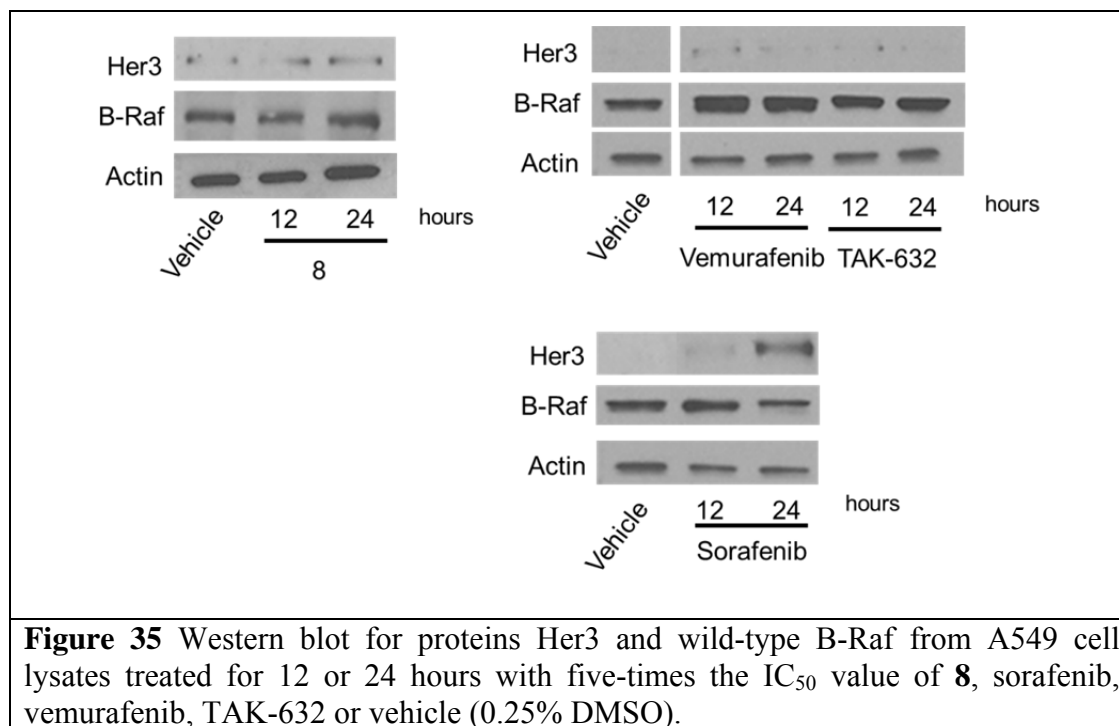 Her3
B-Raf
Actin
Vehicle 12 24 hours
8
Her3
B-Raf
Actin
Vehicle 12 24 12 24 hours
Vemurafenib TAK-632
Her3
B-Raf
Actin
Vehicle 12 24 hours
Sorafenib
Figure 35 Western blot for proteins Her3 and wild-type B-Raf from A549 cell
lysates treated for 12 or 24 hours with five-times the IC50 value of 8, sorafenib,
vemurafenib, TAK-632 or vehicle (0.25% DMSO).